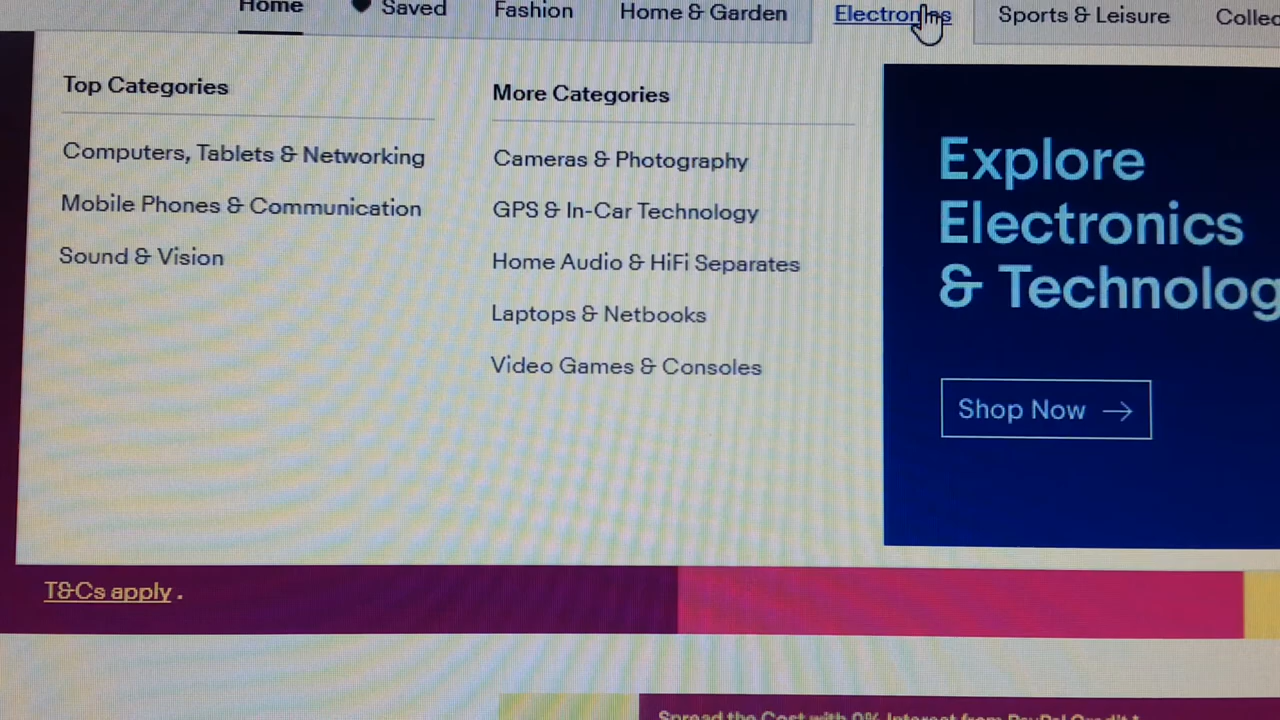 Home
Saved
Fashion
Home & Garden
Electronics
Sports & Leisure
Top Categories
Computers, Tablets & Networking
Mobile Phones & Communication
Sound & Vision
More Categories
Cameras & Photography
GPS & In-Car Technology
Home Audio & HiFi Separates
Laptops & Netbooks
Video Games & Consoles
Explore
Electronics
& Technolog
Shop Now
T&Cs apply .
Spread the Cost with 0% Interest from PayPal Credit.*